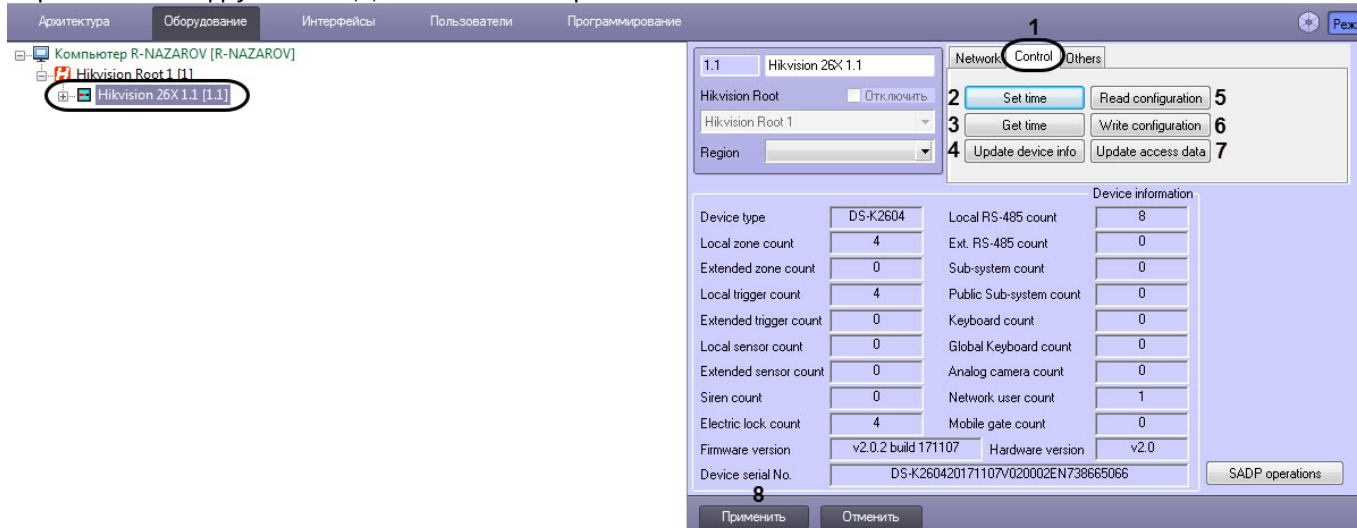 Архитектура Оборудование Интерфейсы Пользователи Программирование
1
Компьютер R-NAZAROV [R-NAZAROV]
Hikvision Root 1 [1]
Hikvision 26X 1.1 [1.1]
1.1 Hikvision 26X 1.1
Hikvision Root Отключить
Hikvision Root 1
Region
Network Control Others
2 Set time Read configuration 5
3 Get time Write configuration 6
4 Update device info Update access data 7
Device information
Device type DS-K2604 Local RS-485 count 8
Local zone count 4 Ext. RS-485 count 0
Extended zone count 0 Sub-system count 0
Local trigger count 4 Public Sub-system count 0
Extended trigger count 0 Keyboard count 0
Local sensor count 0 Global Keyboard count 0
Extended sensor count 0 Analog camera count 0
Siren count 0 Network user count 1
Electric lock count 4 Mobile gate count 0
Firmware version v2.0.2 build 171107 Hardware version v2.0
Device serial No. DS-K260420171107V020002EN738665066 SADP operations
8
Применить Отменить